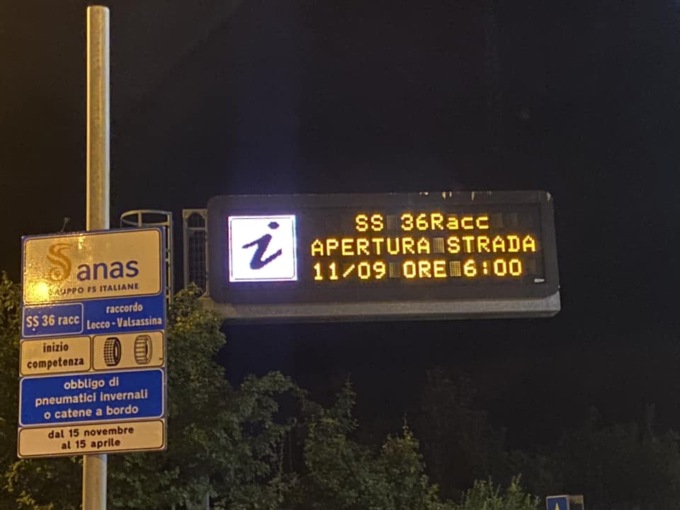 SS 36Racc
APERTURA STRADA
11/09 ORE 6:00
anas
GRUPPO FS ITALIANE
SS 36 racc
raccordo
Lecco - Valsassina
inizio
competenza
obbligo di
pneumatici invernali
o catene a bordo
dal 15 novembre
al 15 aprile